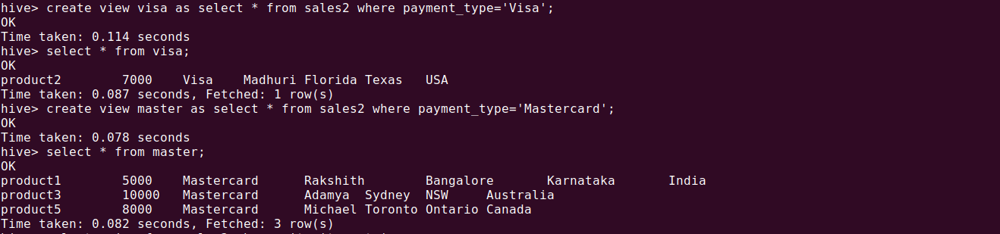 hive> create view visa as select * from sales2 where payment_type='Visa';
OK
Time taken: 0.114 seconds
hive> select * from visa;
OK
product2	7000	Visa	Madhuri	Florida	Texas	USA
Time taken: 0.087 seconds, Fetched: 1 row(s)
hive> create view master as select * from sales2 where payment_type='Mastercard';
OK
Time taken: 0.078 seconds
hive> select * from master;
OK
product1	5000	Mastercard	Rakshith	Bangalore	Karnataka	India
product3	10000	Mastercard	Adamya	Sydney	NSW	Australia
product5	8000	Mastercard	Michael	Toronto	Ontario	Canada
Time taken: 0.082 seconds, Fetched: 3 row(s)